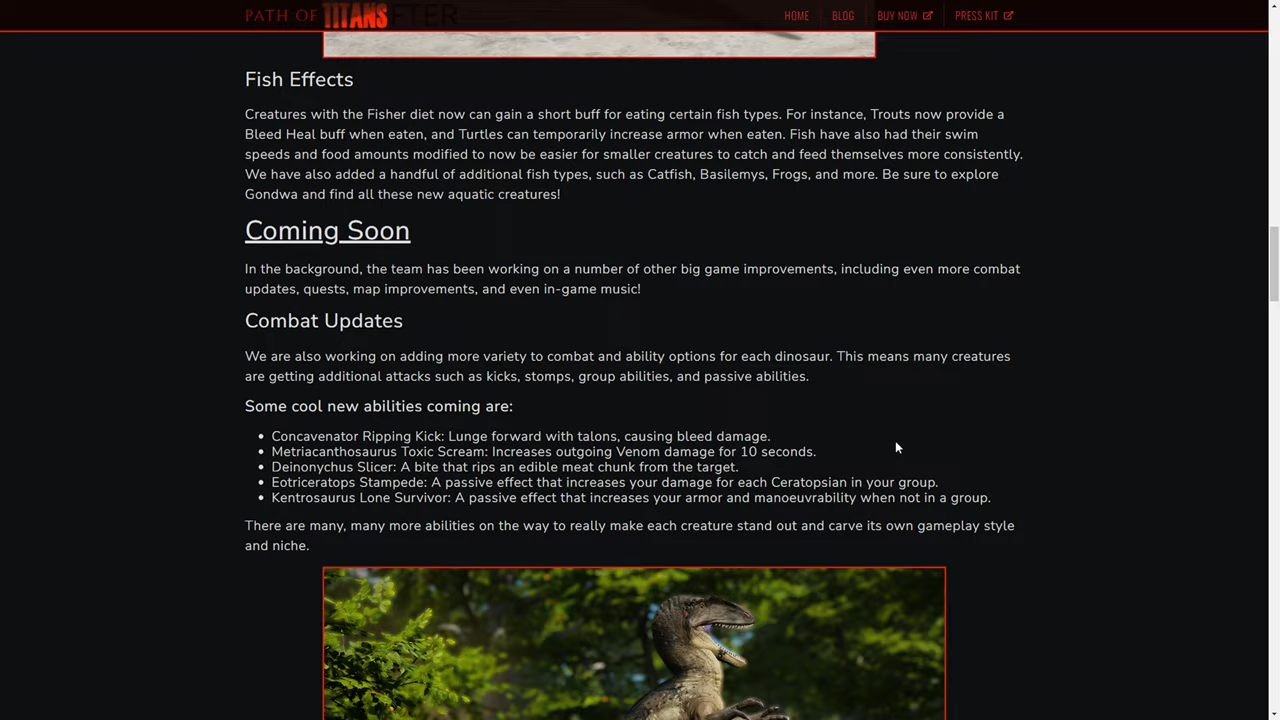 PATH OF TITANS
HOME
BLOG
BUY NOW
PRESS KIT
Fish Effects
Creatures with the Fisher diet now can gain a short buff for eating certain fish types. For instance, Trouts now provide a
Bleed Heal buff when eaten, and Turtles can temporarily increase armor when eaten. Fish have also had their swim
speeds and food amounts modified to now be easier for smaller creatures to catch and feed themselves more consistently.
We have also added a handful of additional fish types, such as Catfish, Basilemys, Frogs, and more. Be sure to explore
Gondwa and find all these new aquatic creatures!
Coming Soon
In the background, the team has been working on a number of other big game improvements, including even more combat
updates, quests, map improvements, and even in-game music!
Combat Updates
We are also working on adding more variety to combat and ability options for each dinosaur. This means many creatures
are getting additional attacks such as kicks, stomps, group abilities, and passive abilities.
Some cool new abilities coming are:
• Concavenator Ripping Kick: Lunge forward with talons, causing bleed damage.
• Metriacanthosaurus Toxic Scream: Increases outgoing Venom damage for 10 seconds.
• Deinonychus Slicer: A bite that rips an edible meat chunk from the target.
• Eotriceratops Stampede: A passive effect that increases your damage for each Ceratopsian in your group.
• Kentrosaurus Lone Survivor: A passive effect that increases your armor and manoeuvrability when not in a group.
There are many, many more abilities on the way to really make each creature stand out and carve its own gameplay style
and niche.